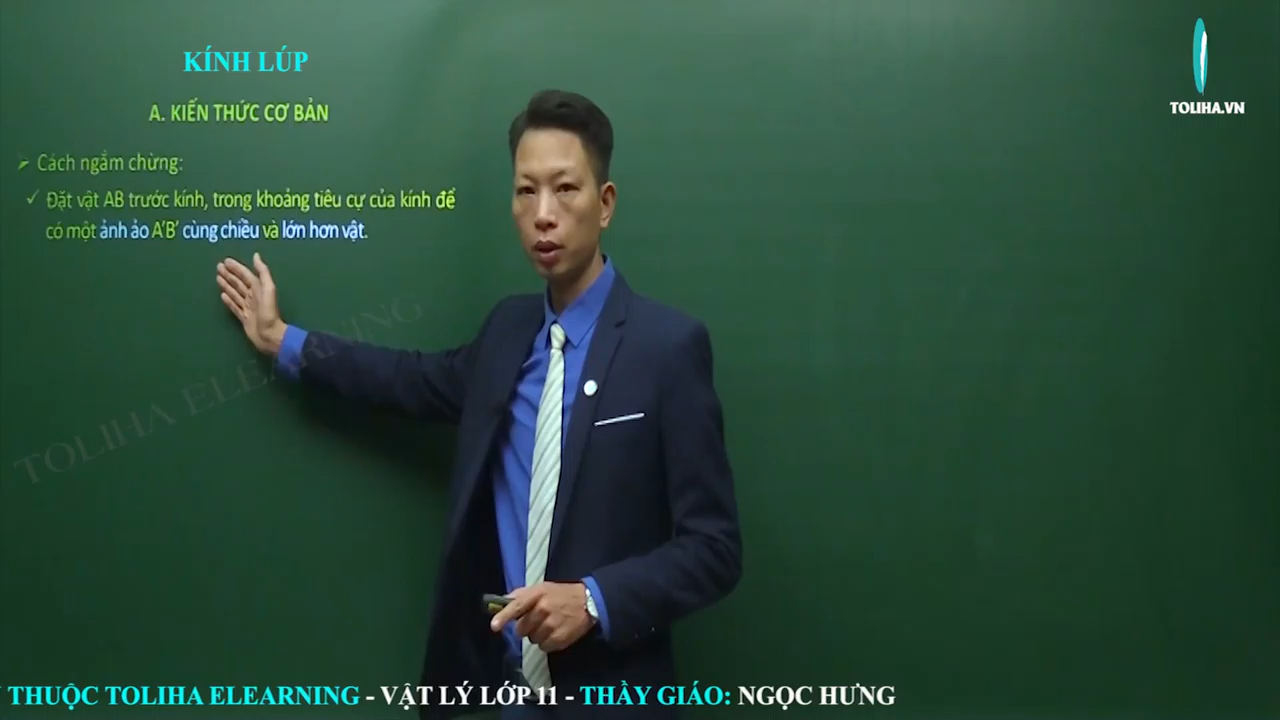 KÍNH LÚP
TOLIHA.VN
A. KIẾN THỨC CƠ BẢN
Cách ngắm chừng:
Đặt vật AB trước kính, trong khoảng tiêu cự của kính để
có một ảnh ảo A'B' cùng chiều và lớn hơn vật.
TOLIHA ELEARNING
THUỘC TOLIHA ELEARNING - VẬT LÝ LỚP 11 - THẦY GIÁO: NGỌC HƯNG